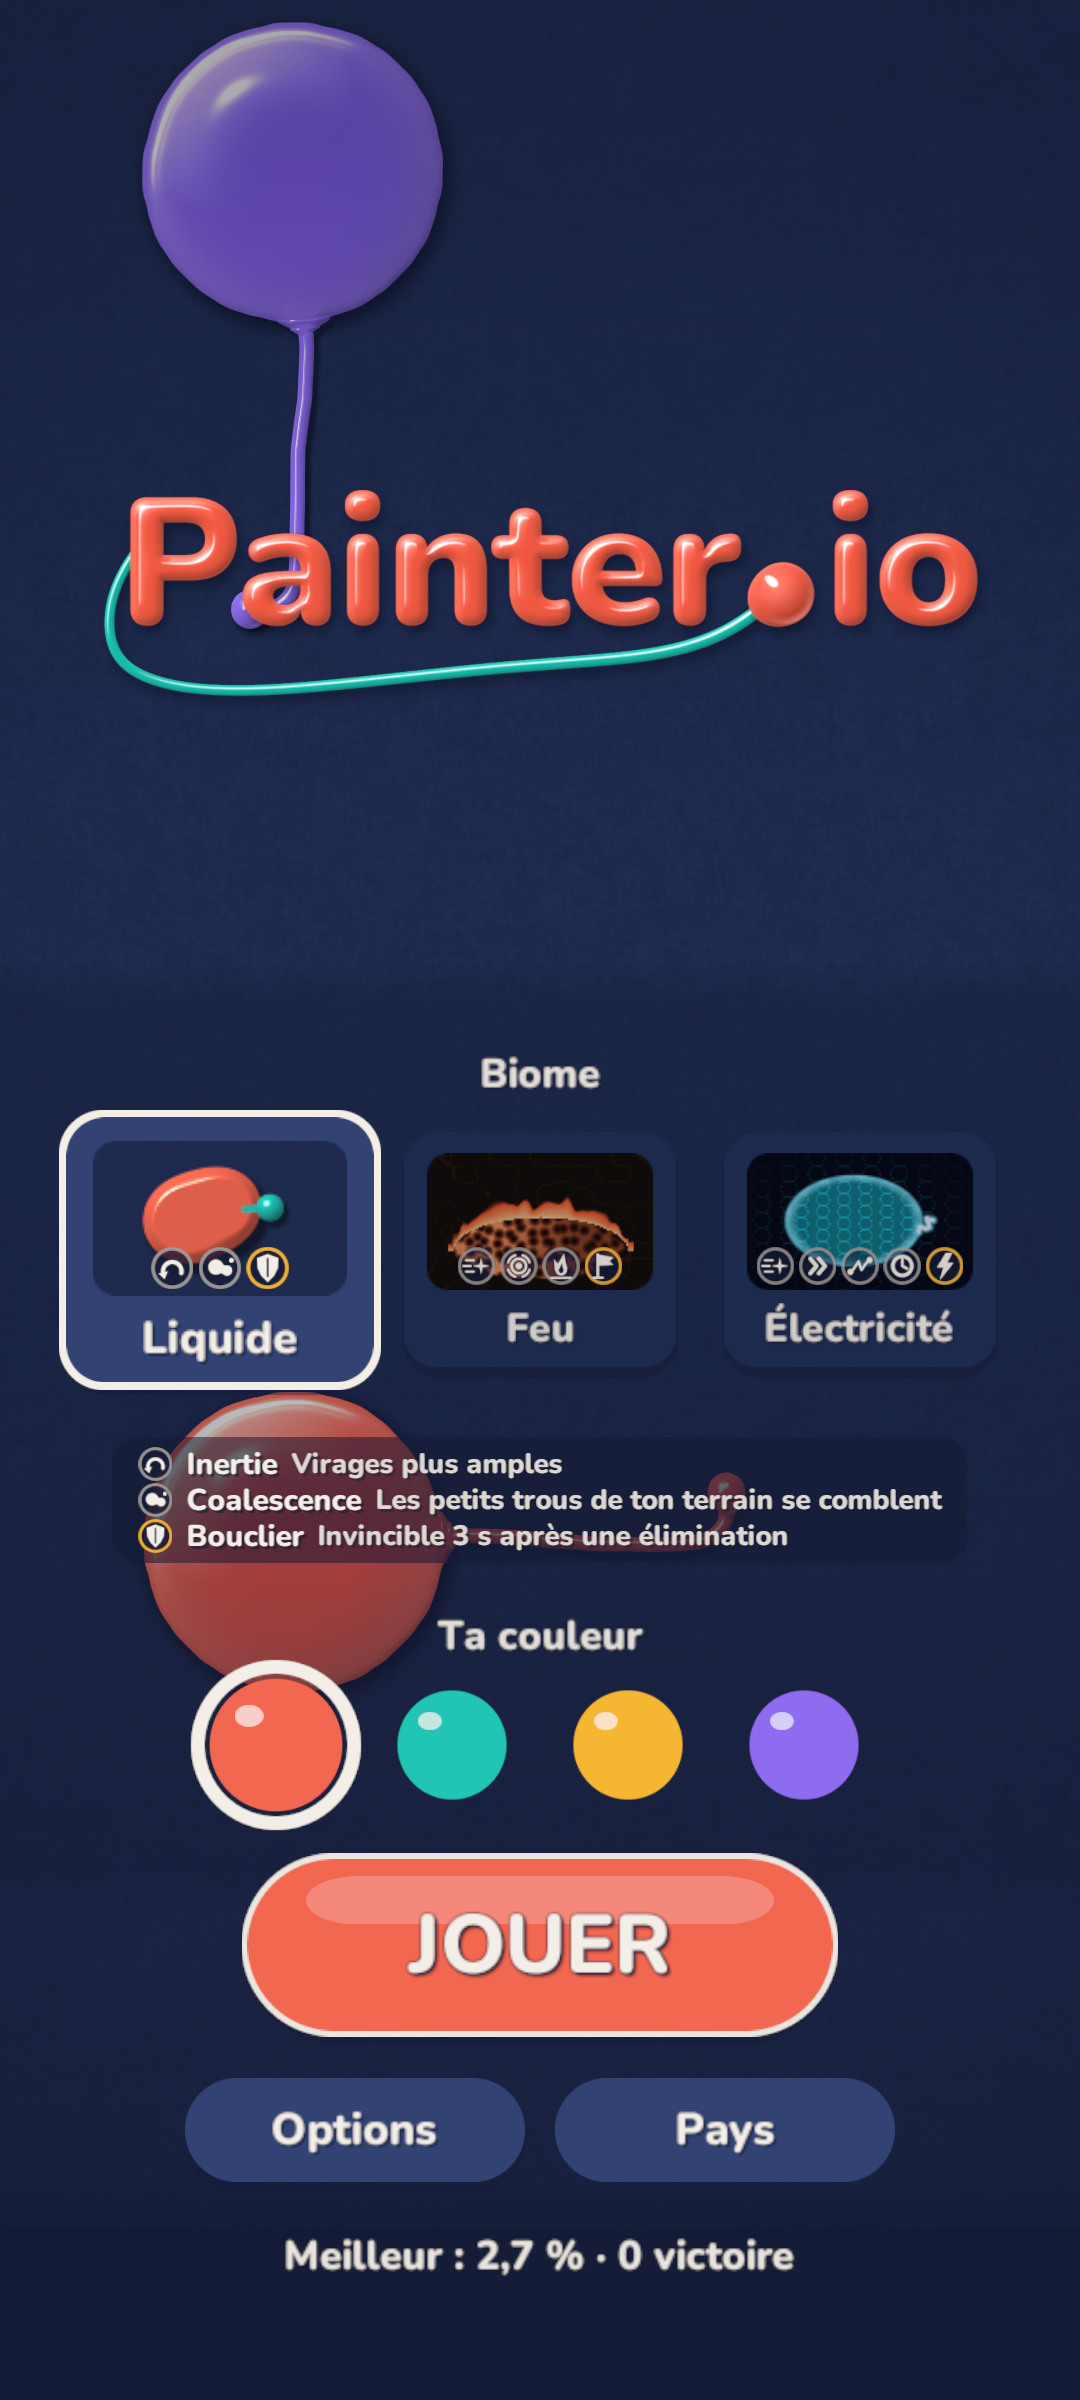 Painter.io
Biome
Liquide
Feu
Électricité
Inertie Virages plus amples
Coalescence Les petits trous de ton terrain se comblent
Bouclier Invincible 3 s après une élimination
Ta couleur
JOUER
Options
Pays
Meilleur : 2,7 % · 0 victoire